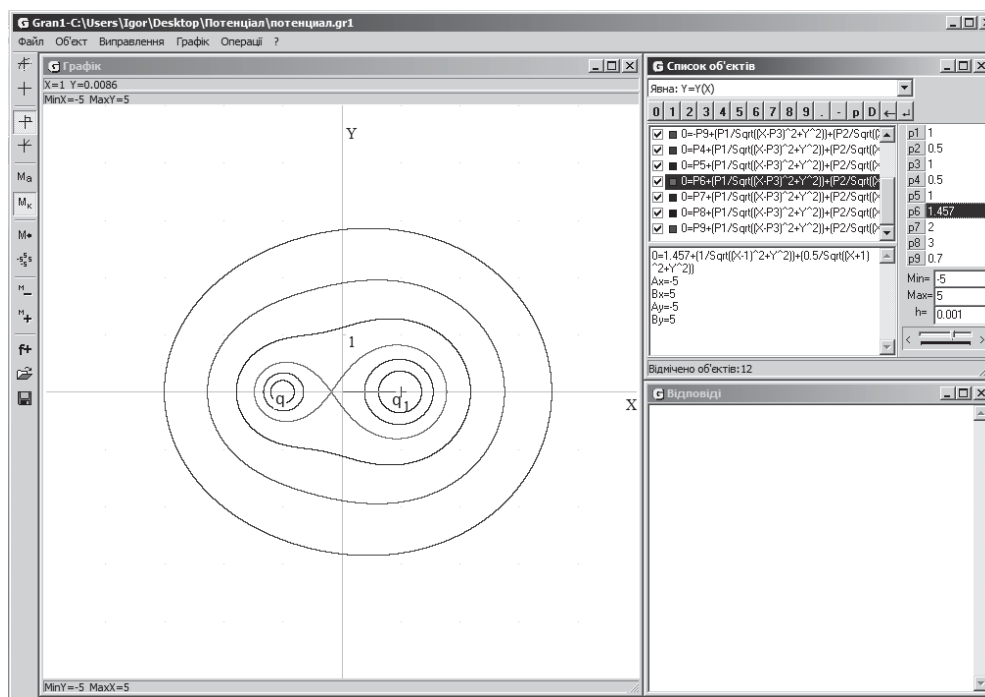 Gran1-C:\Users\Igor\Desktop\Потенціал\потенциал.gr1
Файл Об'єкт Виправлення Графік Операції ?
Графік
X=1 Y=0.0086
MinX=-5 MaxY=5
Y
1
X
q
q1
MinY=-5 MaxX=5
Ma
Mк
Список об'єктів
Явна: Y=Y(X)
0 1 2 3 4 5 6 7 8 9 . - p D
0=-P9+(P1/Sqrt((X-P3)^2+Y^2))+(P2/Sqrt((X
0=P4+(P1/Sqrt((X-P3)^2+Y^2))+(P2/Sqrt((X
0=P5+(P1/Sqrt((X-P3)^2+Y^2))+(P2/Sqrt((X
0=P6+(P1/Sqrt((X-P3)^2+Y^2))+(P2/Sqrt((X
0=P7+(P1/Sqrt((X-P3)^2+Y^2))+(P2/Sqrt((X
0=P8+(P1/Sqrt((X-P3)^2+Y^2))+(P2/Sqrt((X
0=P9+(P1/Sqrt((X-P3)^2+Y^2))+(P2/Sqrt((X
0=1.457+(1/Sqrt((X-1)^2+Y^2))+(0.5/Sqrt((X+1)
^2+Y^2))
Ax=-5
Bx=5
Ay=-5
By=5
p1 1
p2 0.5
p3 1
p4 0.5
p5 1
p6 1.457
p7 2
p8 3
p9 0.7
Min= -5
Max= 5
h= 0.001
Відмічено об'єктів:12
Відповіді